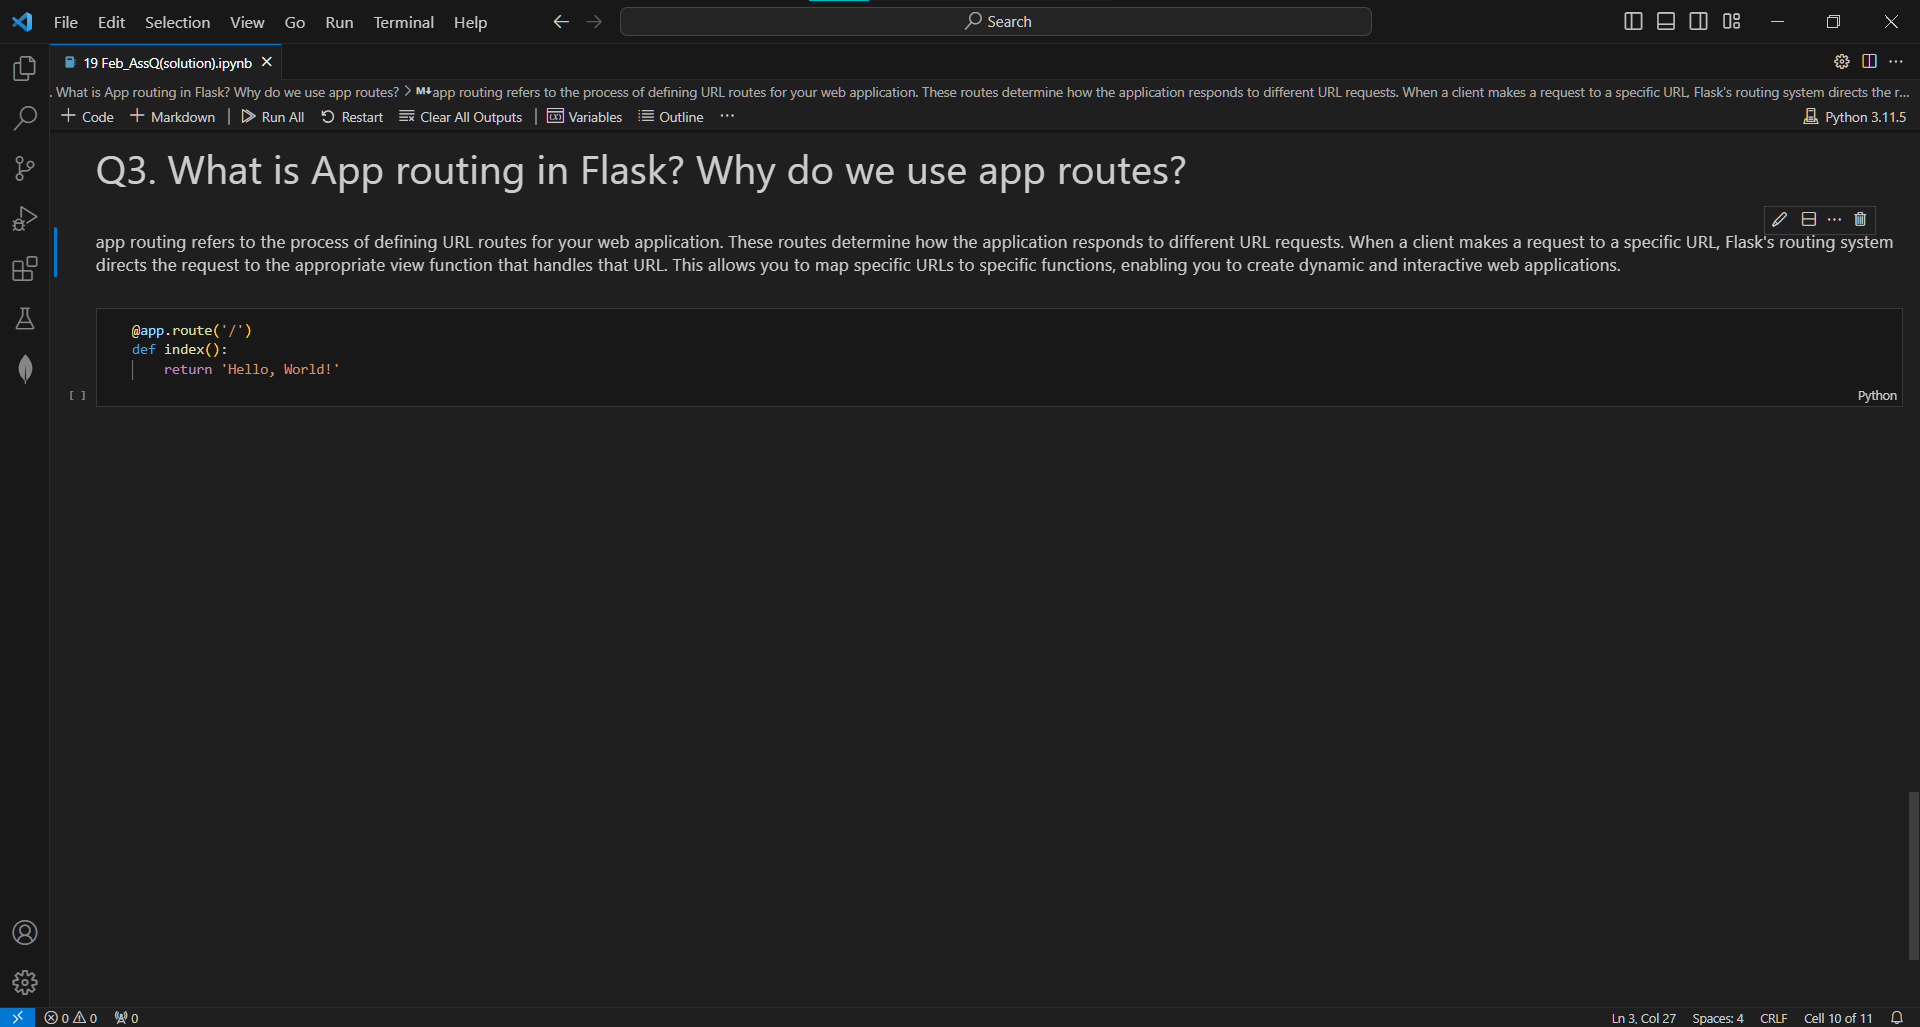 File Edit Selection View Go Run Terminal Help
Search
19 Feb_AssQ(solution).ipynb
. What is App routing in Flask? Why do we use app routes? > M↓app routing refers to the process of defining URL routes for your web application. These routes determine how the application responds to different URL requests. When a client makes a request to a specific URL, Flask's routing system directs the r...
Code Markdown Run All Restart Clear All Outputs Variables Outline ... Python 3.11.5
Q3. What is App routing in Flask? Why do we use app routes?
app routing refers to the process of defining URL routes for your web application. These routes determine how the application responds to different URL requests. When a client makes a request to a specific URL, Flask's routing system
directs the request to the appropriate view function that handles that URL. This allows you to map specific URLs to specific functions, enabling you to create dynamic and interactive web applications.
@app.route('/')
def index():
    return 'Hello, World!'
[ ]
Python
0 0 0 Ln 3, Col 27 Spaces: 4 CRLF Cell 10 of 11